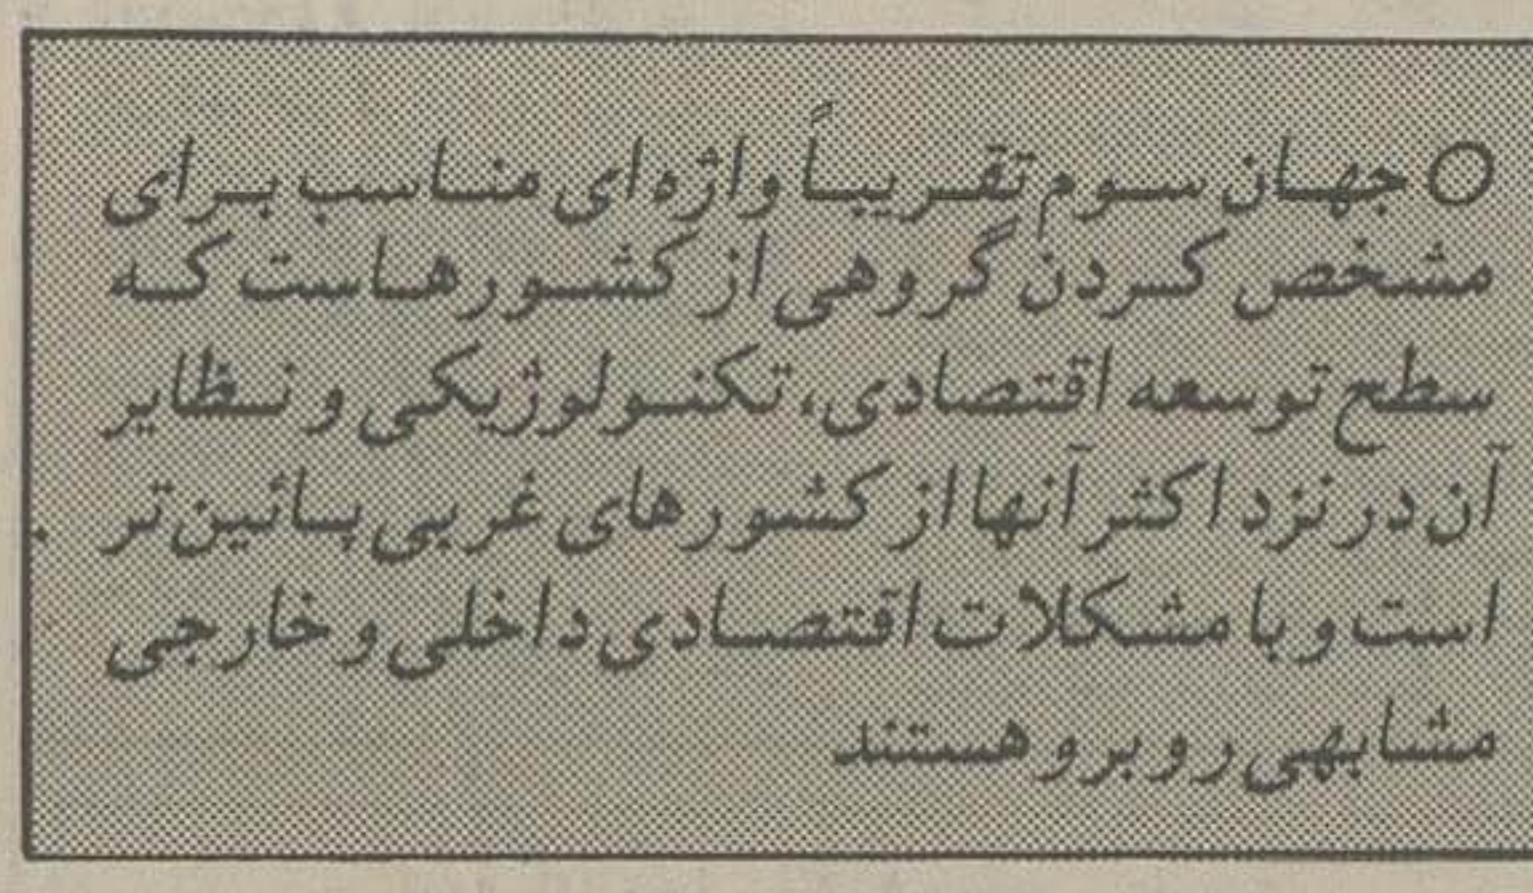 ○ جهان سوم تقریباً واژه‌ای مناسب برای
مشخص کردن گروهی از کشورهاست که
سطح توسعه اقتصادی، تکنولوژیکی و نظایر
آن در نزد اکثر آنها از کشورهای غربی پائین‌تر
است و با مشکلات اقتصادی داخلی و خارجی
مشابهی روبرو هستند